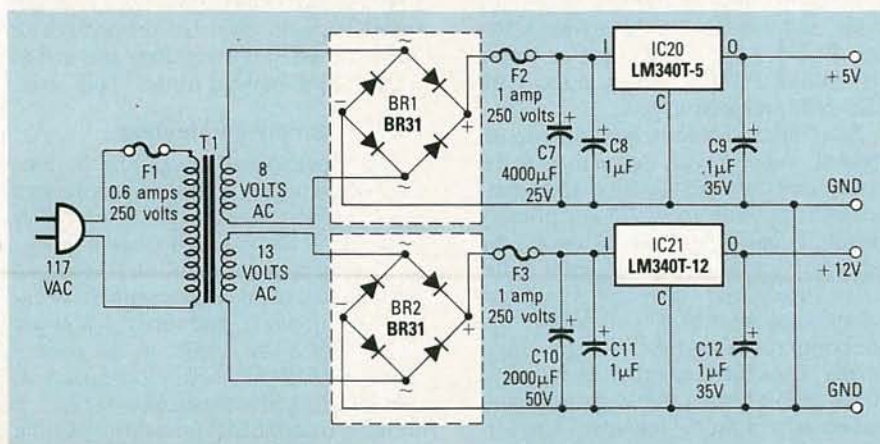 117
VAC
F1
0.6 amps
250 volts
T1
8
VOLTS
AC
13
VOLTS
AC
~
BR1
BR31
−
+
~
F2
1 amp
250 volts
C7
4000µF
25V
+
C8
1µF
+
I
IC20
LM340T-5
O
C
C9
.1µF
35V
+
+5V
GND
~
BR2
BR31
−
+
~
F3
1 amp
250 volts
C10
2000µF
50V
+
C11
1µF
+
I
IC21
LM340T-12
O
C
C12
1µF
35V
+
+12V
GND